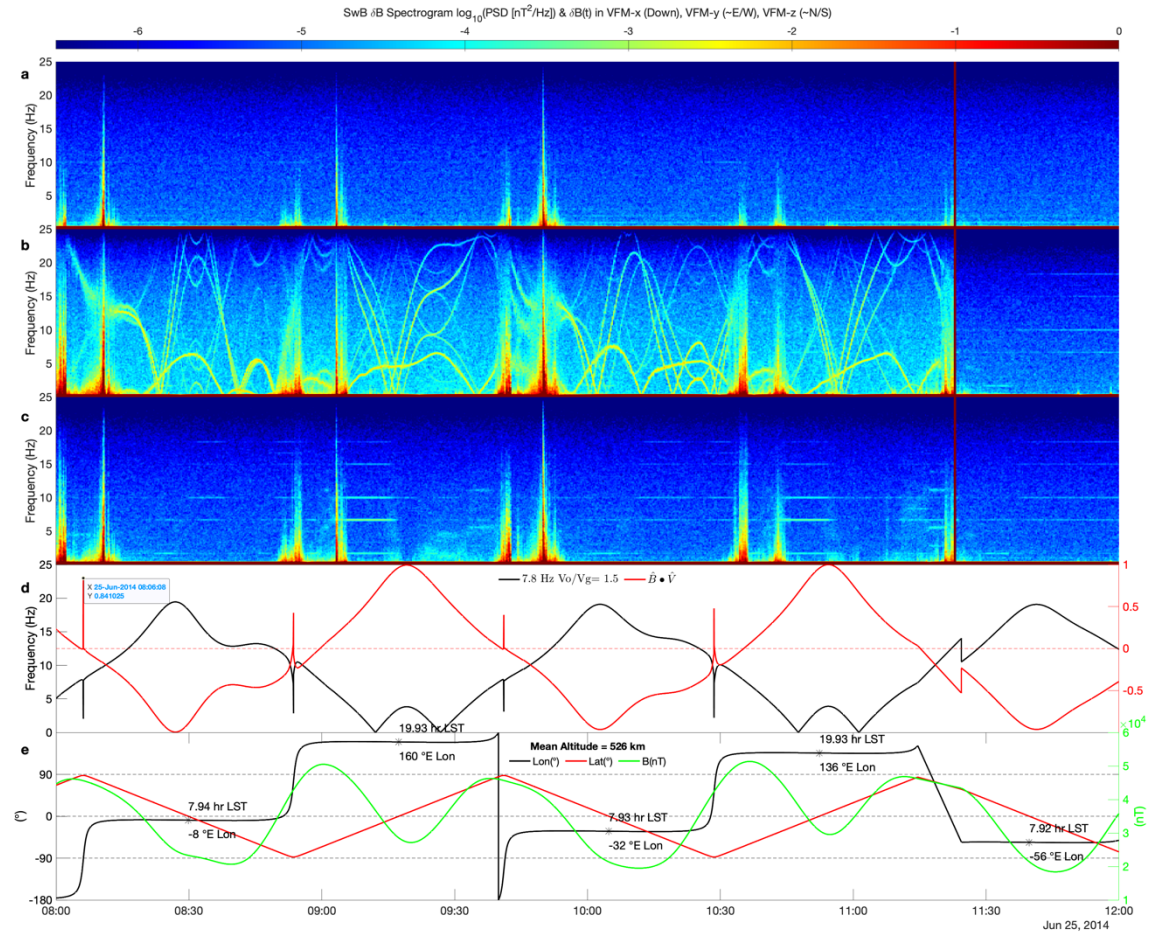 SwB δB Spectrogram log10(PSD [nT2/Hz]) & δB(t) in VFM-x (Down), VFM-y (~E/W), VFM-z (~N/S)
-6 -5 -4 -3 -2 -1 0
a
25
20
15
10
5
Frequency (Hz)
b
25
20
15
10
5
Frequency (Hz)
c
25
20
15
10
5
Frequency (Hz)
d
25
20
15
10
5
0
Frequency (Hz)
X 25-Jun-2014 08:06:08
Y 0.841025
7.8 Hz Vo/Vg= 1.5 B̂ • V̂
1
0.5
0
-0.5
-1
×10⁴
e
90
0
-90
-180
(°)
Mean Altitude = 526 km
Lon(°) Lat(°) B(nT)
7.94 hr LST
-8 °E Lon
19.93 hr LST
160 °E Lon
7.93 hr LST
-32 °E Lon
19.93 hr LST
136 °E Lon
7.92 hr LST
-56 °E Lon
6
5
4
3
2
1
(nT)
08:00 08:30 09:00 09:30 10:00 10:30 11:00 11:30 12:00
Jun 25, 2014